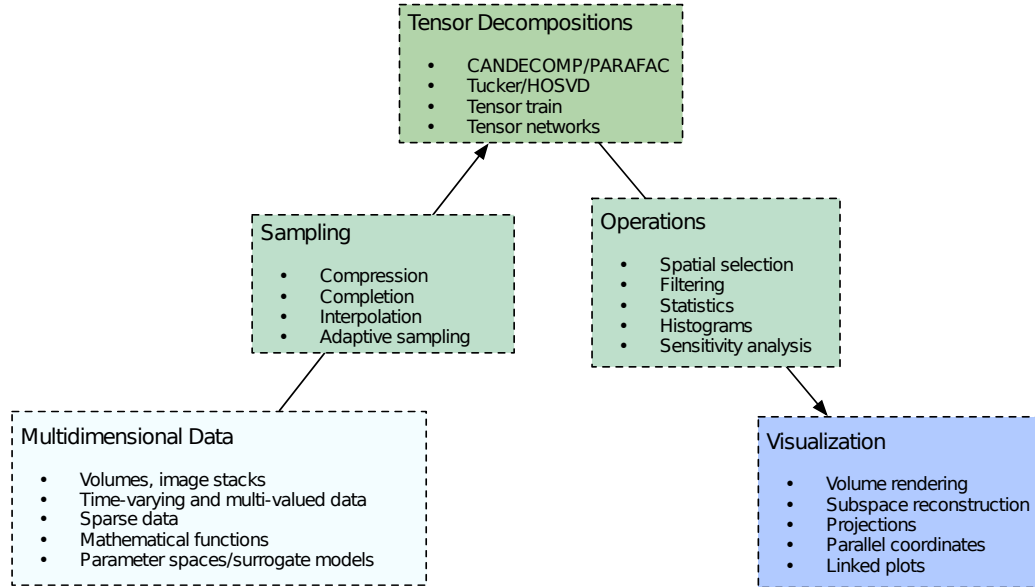 Tensor Decompositions
• CANDECOMP/PARAFAC
• Tucker/HOSVD
• Tensor train
• Tensor networks
Sampling
• Compression
• Completion
• Interpolation
• Adaptive sampling
Operations
• Spatial selection
• Filtering
• Statistics
• Histograms
• Sensitivity analysis
Multidimensional Data
• Volumes, image stacks
• Time-varying and multi-valued data
• Sparse data
• Mathematical functions
• Parameter spaces/surrogate models
Visualization
• Volume rendering
• Subspace reconstruction
• Projections
• Parallel coordinates
• Linked plots